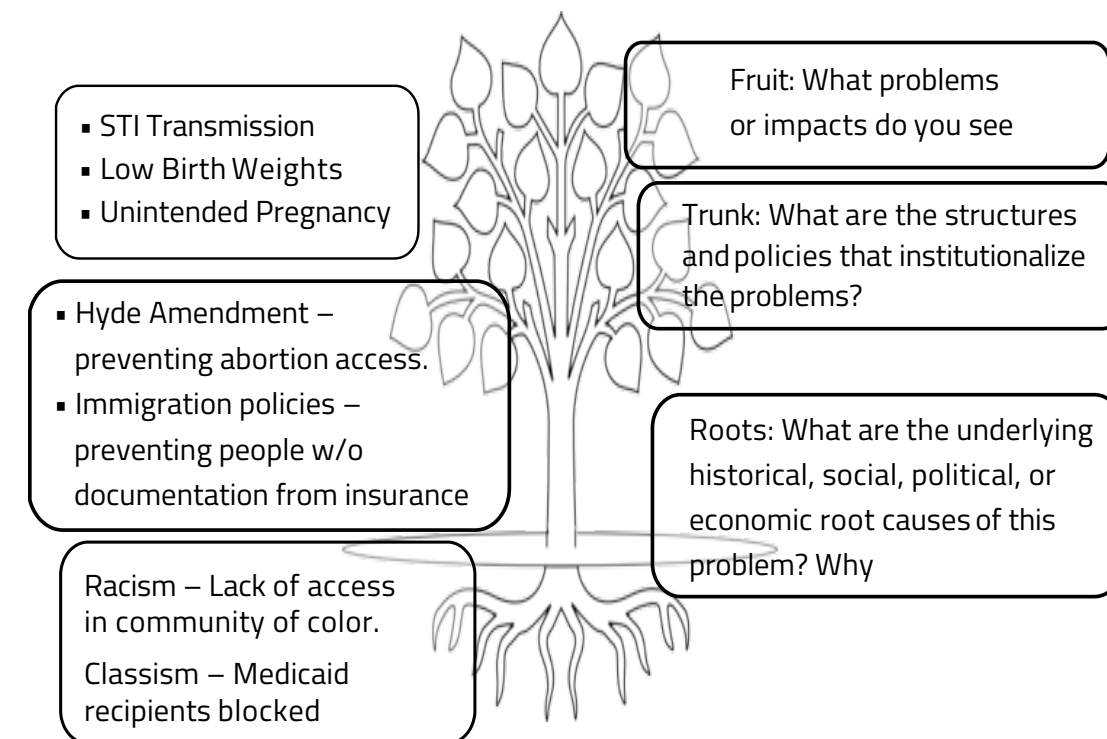 ▪ STI Transmission
▪ Low Birth Weights
▪ Unintended Pregnancy
Fruit: What problems
or impacts do you see
Trunk: What are the structures
and policies that institutionalize
the problems?
▪ Hyde Amendment –
preventing abortion access.
▪ Immigration policies –
preventing people w/o
documentation from insurance
Roots: What are the underlying
historical, social, political, or
economic root causes of this
problem? Why
Racism – Lack of access
in community of color.
Classism – Medicaid
recipients blocked